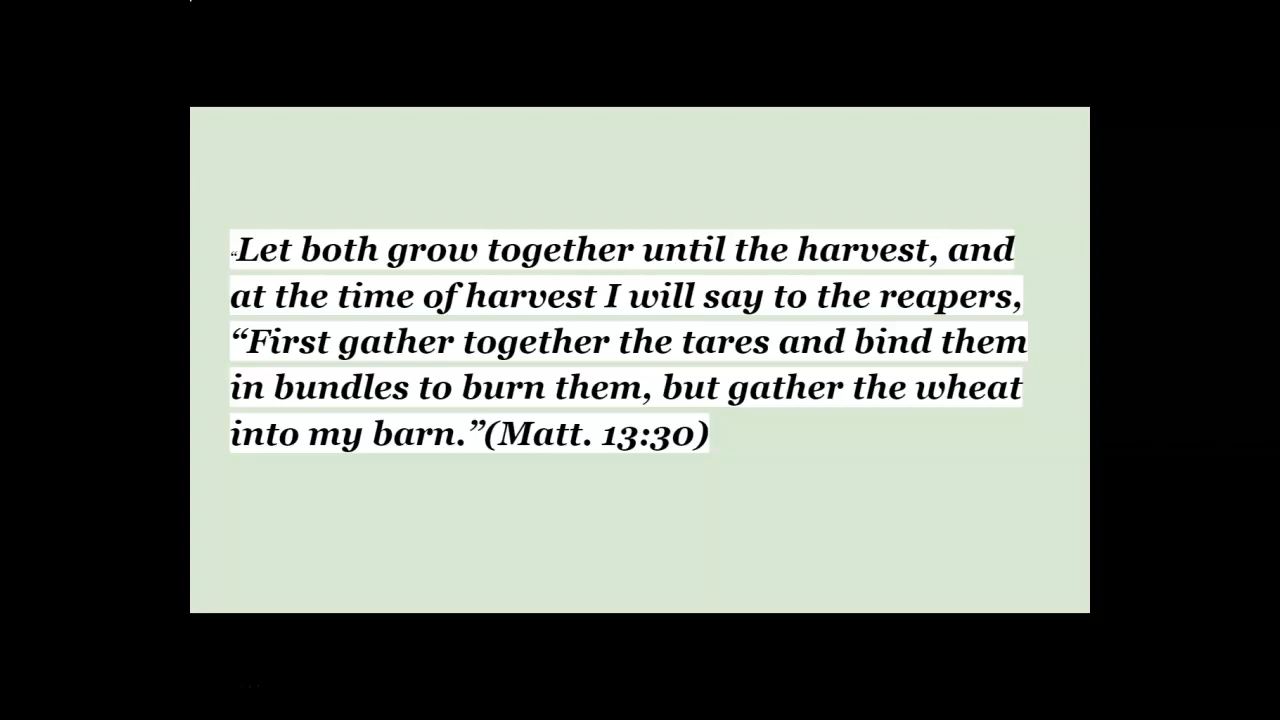 “Let both grow together until the harvest, and
at the time of harvest I will say to the reapers,
“First gather together the tares and bind them
in bundles to burn them, but gather the wheat
into my barn.”(Matt. 13:30)